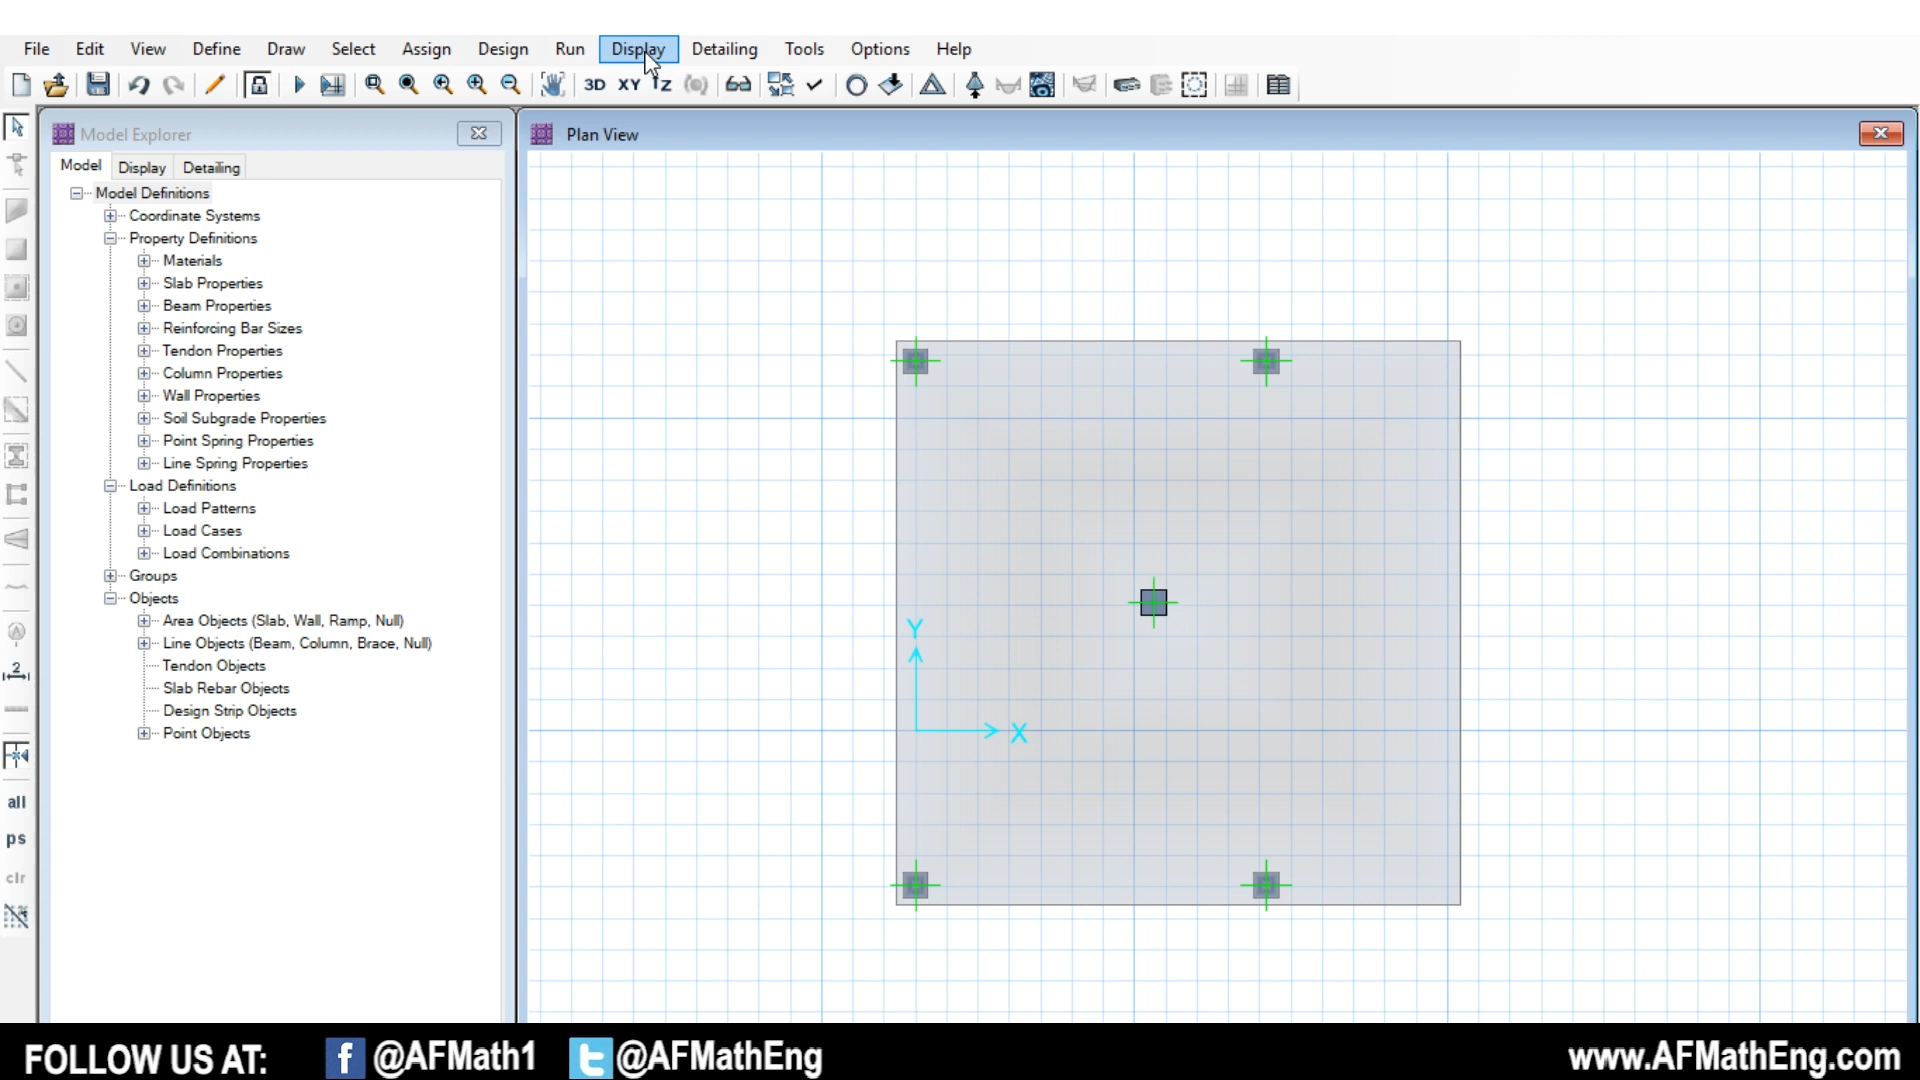 File Edit View Define Draw Select Assign Design Run Display Detailing Tools Options Help
3D XY Z
Model Explorer
Plan View
Model Display Detailing
Model Definitions
Coordinate Systems
Property Definitions
Materials
Slab Properties
Beam Properties
Reinforcing Bar Sizes
Tendon Properties
Column Properties
Wall Properties
Soil Subgrade Properties
Point Spring Properties
Line Spring Properties
Load Definitions
Load Patterns
Load Cases
Load Combinations
Groups
Objects
Area Objects (Slab, Wall, Ramp, Null)
Line Objects (Beam, Column, Brace, Null)
Tendon Objects
Slab Rebar Objects
Design Strip Objects
Point Objects
2
all
ps
clr
Y
X
FOLLOW US AT: f @AFMath1 t @AFMathEng www.AFMathEng.com